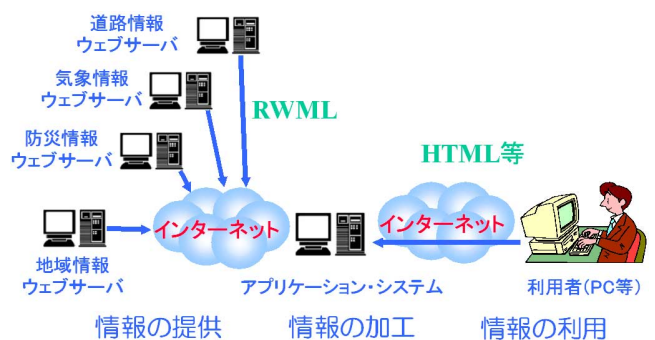 道路情報
ウェブサーバ
気象情報
ウェブサーバ
RWML
防災情報
ウェブサーバ
HTML等
インターネット
インターネット
地域情報
ウェブサーバ
アプリケーション・システム
利用者(PC等)
情報の提供
情報の加工
情報の利用